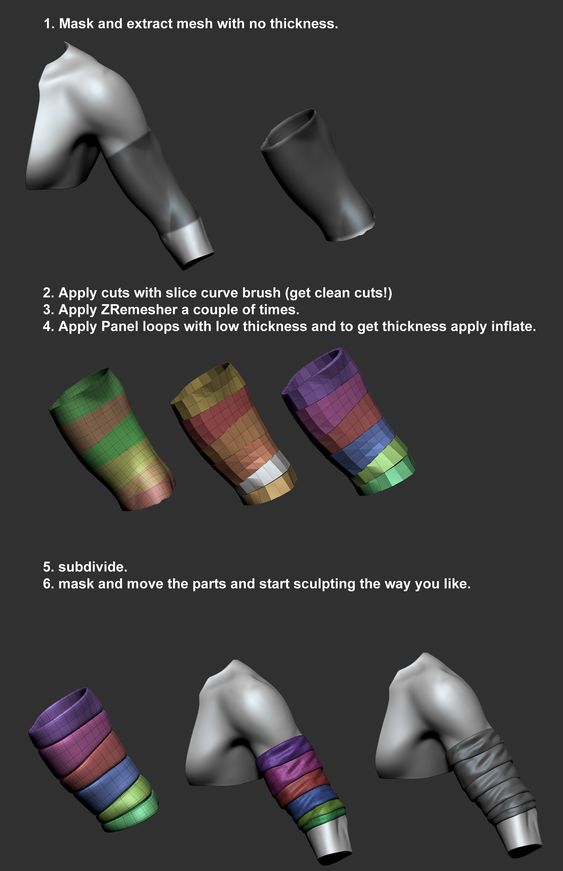 1. Mask and extract mesh with no thickness.
2. Apply cuts with slice curve brush (get clean cuts!)
3. Apply ZRemesher a couple of times.
4. Apply Panel loops with low thickness and to get thickness apply inflate.
5. subdivide.
6. mask and move the parts and start sculpting the way you like.